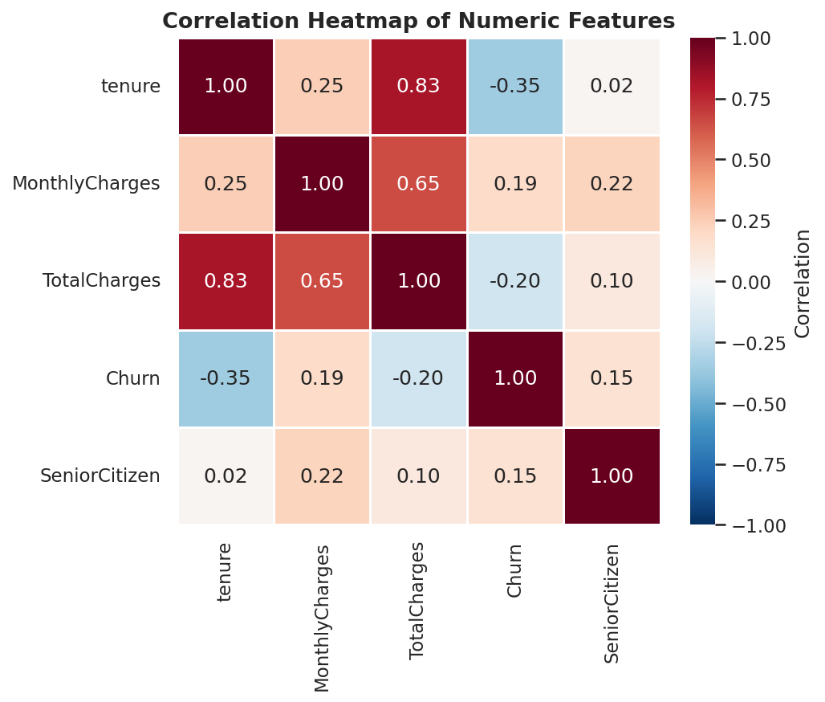 Correlation Heatmap of Numeric Features
tenure
1.00
0.25
0.83
-0.35
0.02
MonthlyCharges
0.25
1.00
0.65
0.19
0.22
TotalCharges
0.83
0.65
1.00
-0.20
0.10
Churn
-0.35
0.19
-0.20
1.00
0.15
SeniorCitizen
0.02
0.22
0.10
0.15
1.00
tenure
MonthlyCharges
TotalCharges
Churn
SeniorCitizen
1.00
0.75
0.50
0.25
0.00
−0.25
−0.50
−0.75
−1.00
Correlation